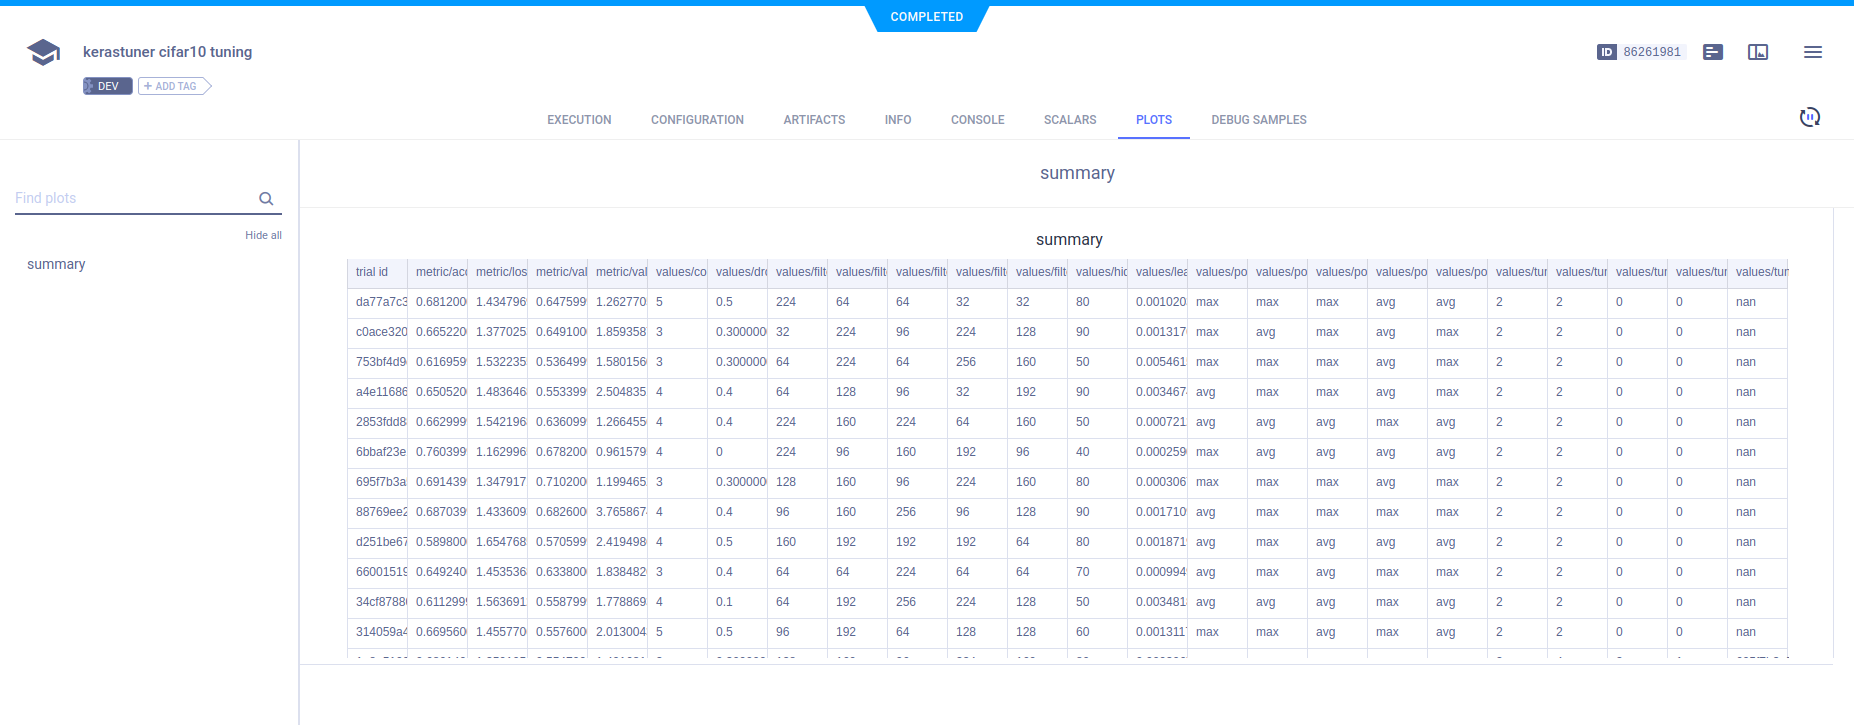 COMPLETED
kerastuner cifar10 tuning
ID 86261981
DEV + ADD TAG
EXECUTION CONFIGURATION ARTIFACTS INFO CONSOLE SCALARS PLOTS DEBUG SAMPLES
summary
Find plots
Hide all
summary
summary
trial id metric/acc metric/los metric/val metric/val values/co values/dro values/filt values/filt values/filt values/filt values/filt values/hid values/lea values/po values/po values/po values/po values/po values/tun values/tun values/tun values/tun values/tun
da77a7c3 0.681200 1.434796 0.647599 1.262770 5 0.5 224 64 64 32 32 80 0.001020 max max max avg avg 2 2 0 0 nan
c0ace320 0.665220 1.377025 0.649100 1.859358 3 0.300000 32 224 96 224 128 90 0.001317 max avg max avg max 2 2 0 0 nan
753bf4d9 0.616959 1.532235 0.536499 1.580156 3 0.300000 64 224 64 256 160 50 0.005461 max max max avg max 2 2 0 0 nan
a4e11686 0.650520 1.483646 0.553399 2.504835 4 0.4 64 128 96 32 192 90 0.003467 avg max max avg max 2 2 0 0 nan
2853fdd8 0.662999 1.542196 0.636099 1.266455 4 0.4 224 160 224 64 160 50 0.000721 avg avg avg max avg 2 2 0 0 nan
6bbaf23e 0.760399 1.162996 0.678200 0.961579 4 0 224 96 160 192 96 40 0.000259 max avg avg avg avg 2 2 0 0 nan
695f7b3a 0.691439 1.347917 0.710200 1.199465 3 0.300000 128 160 96 224 160 80 0.000306 max max max avg max 2 2 0 0 nan
88769ee2 0.687039 1.433609 0.682600 3.765867 4 0.4 96 160 256 96 128 90 0.001710 avg max max max max 2 2 0 0 nan
d251be67 0.589800 1.654768 0.570599 2.419498 4 0.5 160 192 192 192 64 80 0.001871 avg max avg avg avg 2 2 0 0 nan
66001519 0.649240 1.453536 0.633800 1.838482 3 0.4 64 64 224 64 64 70 0.000994 avg max avg max max 2 2 0 0 nan
34cf8788 0.611299 1.563691 0.558799 1.778869 4 0.1 64 192 256 224 128 50 0.003481 avg avg avg max avg 2 2 0 0 nan
314059a4 0.669560 1.455770 0.557600 2.013004 5 0.5 96 192 64 128 128 60 0.001311 max max avg max avg 2 2 0 0 nan